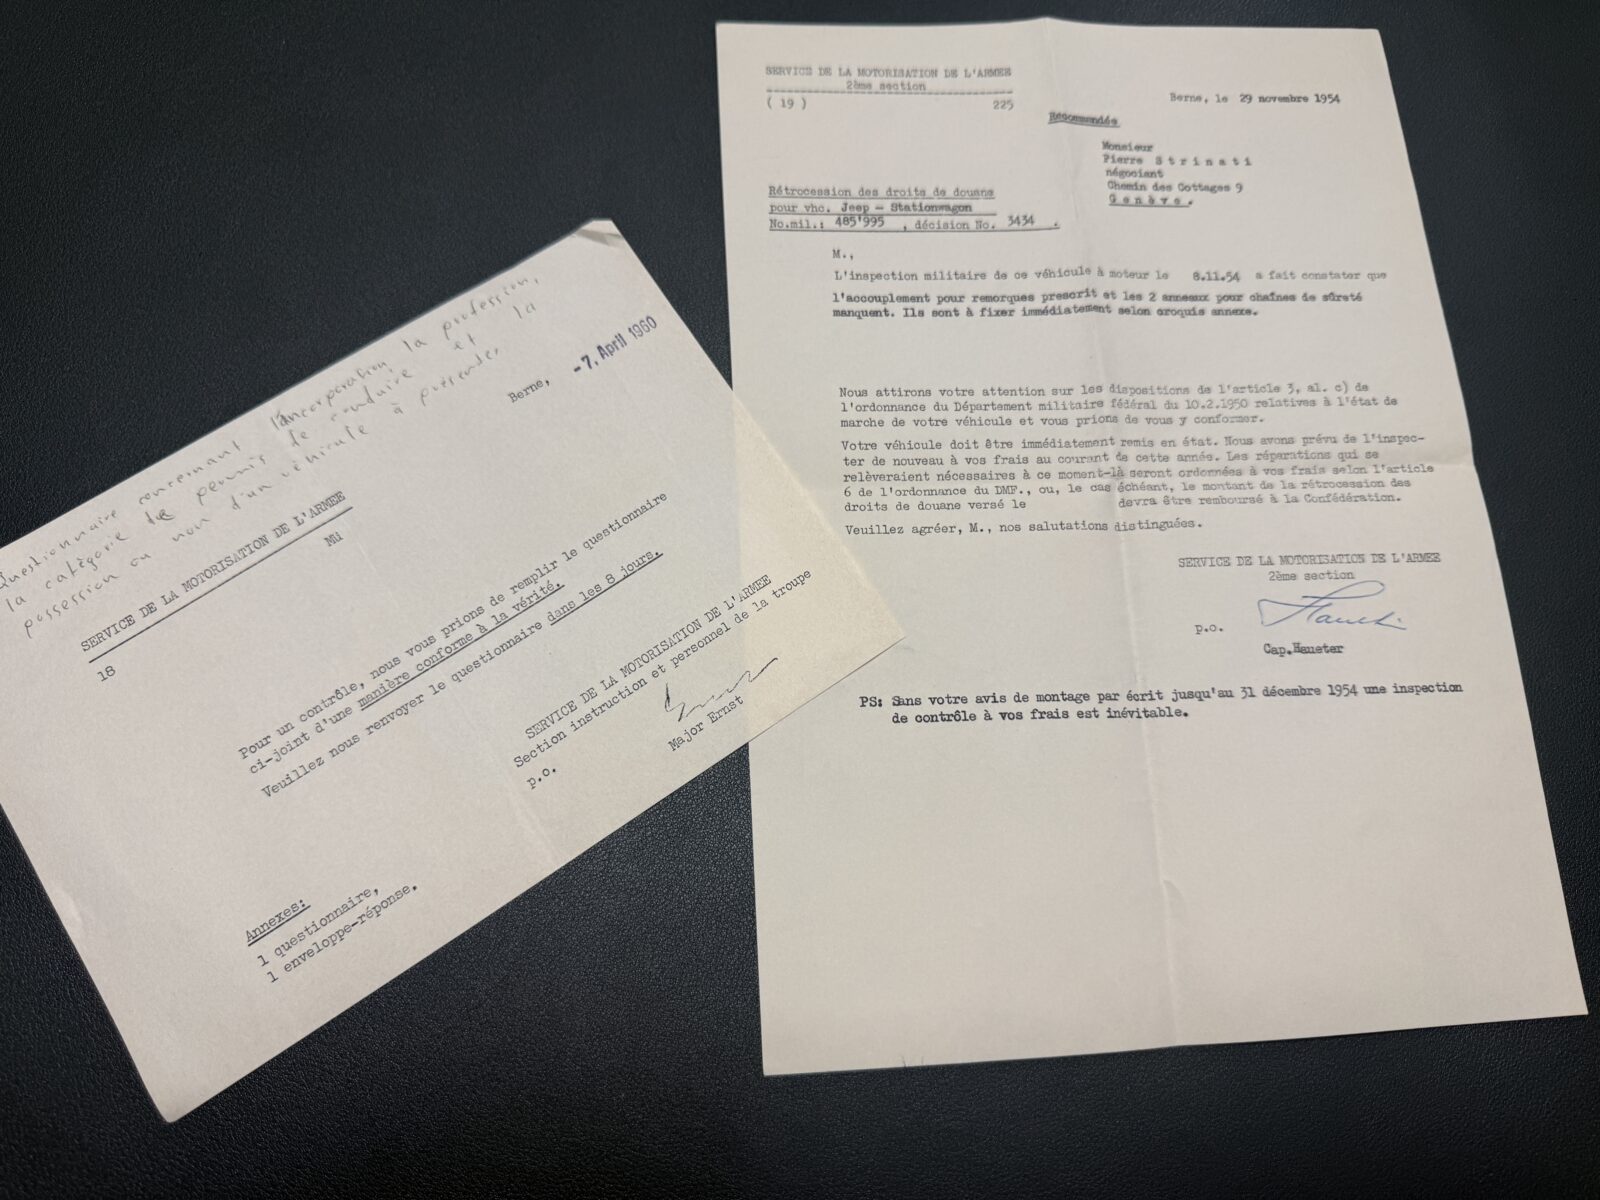 Questionnaire concernant l'incorporation, la profession,
la catégorie de permis de conduire et la
possession ou non d'un véhicule à prétendre,
SERVICE DE LA MOTORISATION DE L'ARMEE
Mü
18
Berne, -7. April 1960
Pour un contrôle, nous vous prions de remplir le questionnaire
ci-joint d'une manière conforme à la vérité.
Veuillez nous renvoyer le questionnaire dans les 8 jours.
SERVICE DE LA MOTORISATION DE L'ARMEE
Section instruction et personnel de la troupe
p.o.
Major Ernst
Annexes:
1 questionnaire,
1 enveloppe-réponse.
SERVICE DE LA MOTORISATION DE L'ARMEE
2ème section
( 19 ) 225
Berne, le 29 novembre 1954
Recommandée
Monsieur
Pierre Strinati
négociant
Chemin des Cottages 9
Genève.
Rétrocession des droits de douane
pour vhc. Jeep - Stationwagon
No.mil.: 485'995 , décision No. 3434 .
M.,
L'inspection militaire de ce véhicule à moteur le 8.11.54 a fait constater que
l'accouplement pour remorques prescrit et les 2 anneaux pour chaînes de sûreté
manquent. Ils sont à fixer immédiatement selon croquis annexe.
Nous attirons votre attention sur les dispositions de l'article 3, al. c) de
l'ordonnance du Département militaire fédéral du 10.2.1950 relatives à l'état de
marche de votre véhicule et vous prions de vous y conformer.
Votre véhicule doit être immédiatement remis en état. Nous avons prévu de l'inspec-
ter de nouveau à vos frais au courant de cette année. Les réparations qui se
relèveraient nécessaires à ce moment-là seront ordonnées à vos frais selon l'article
6 de l'ordonnance du DMF., ou, le cas échéant, le montant de la rétrocession des
droits de douane versé le devra être remboursé à la Confédération.
Veuillez agréer, M., nos salutations distinguées.
SERVICE DE LA MOTORISATION DE L'ARMEE
2ème section
p.o.
Cap.Haueter
PS: Sans votre avis de montage par écrit jusqu'au 31 décembre 1954 une inspection
de contrôle à vos frais est inévitable.